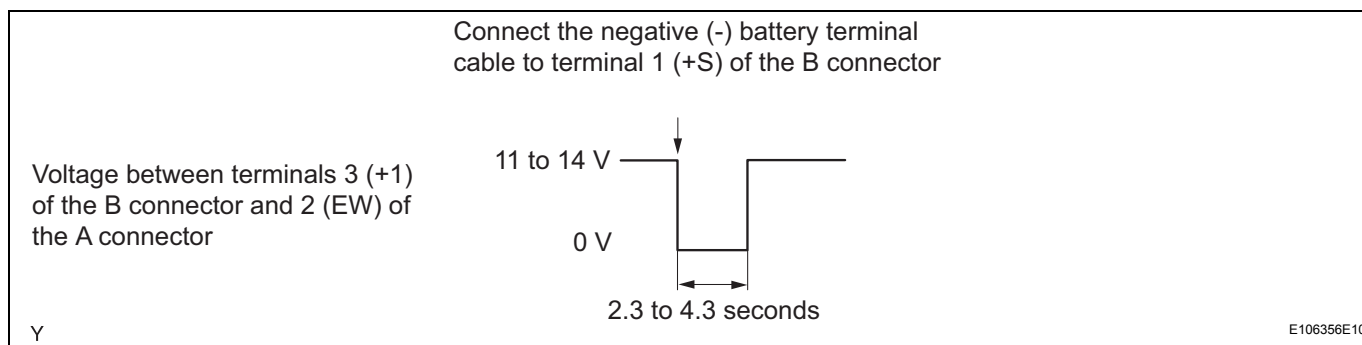 Connect the negative (-) battery terminal
cable to terminal 1 (+S) of the B connector
Voltage between terminals 3 (+1)
of the B connector and 2 (EW) of
the A connector
11 to 14 V
0 V
2.3 to 4.3 seconds
Y
E106356E10